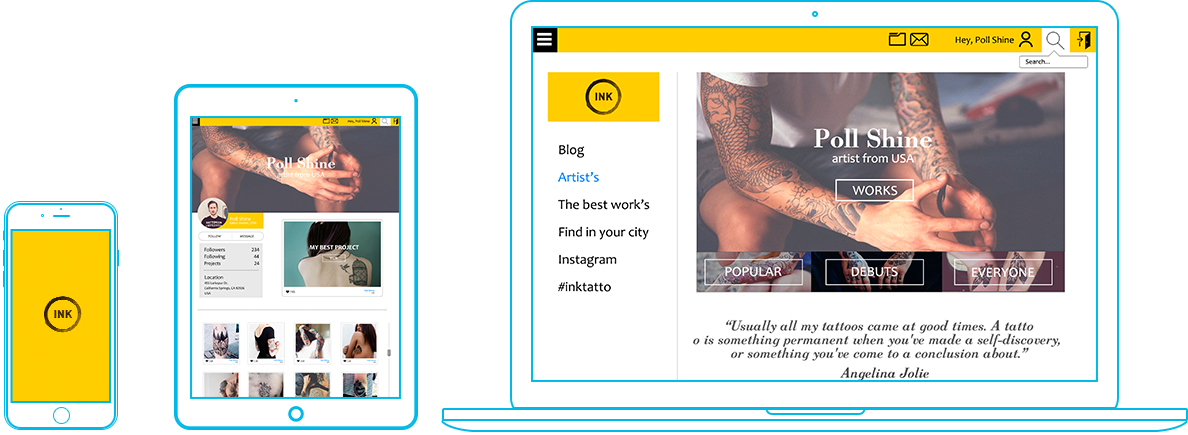 INK
Hey, Poll Shine
Poll Shine
artist from USA
Poll Shine
FOLLOW MESSAGE
Followers 234
Following 44
Projects 24
Location
USA
MY BEST PROJECT
Hey, Poll Shine
Search...
INK
Blog
Artist's
The best work's
Find in your city
Instagram
#inktatto
Poll Shine
artist from USA
WORKS
POPULAR
DEBUTS
EVERYONE
“Usually all my tattoos came at good times. A tatto
o is something permanent when you've made a self-discovery,
or something you've come to a conclusion about.”
Angelina Jolie